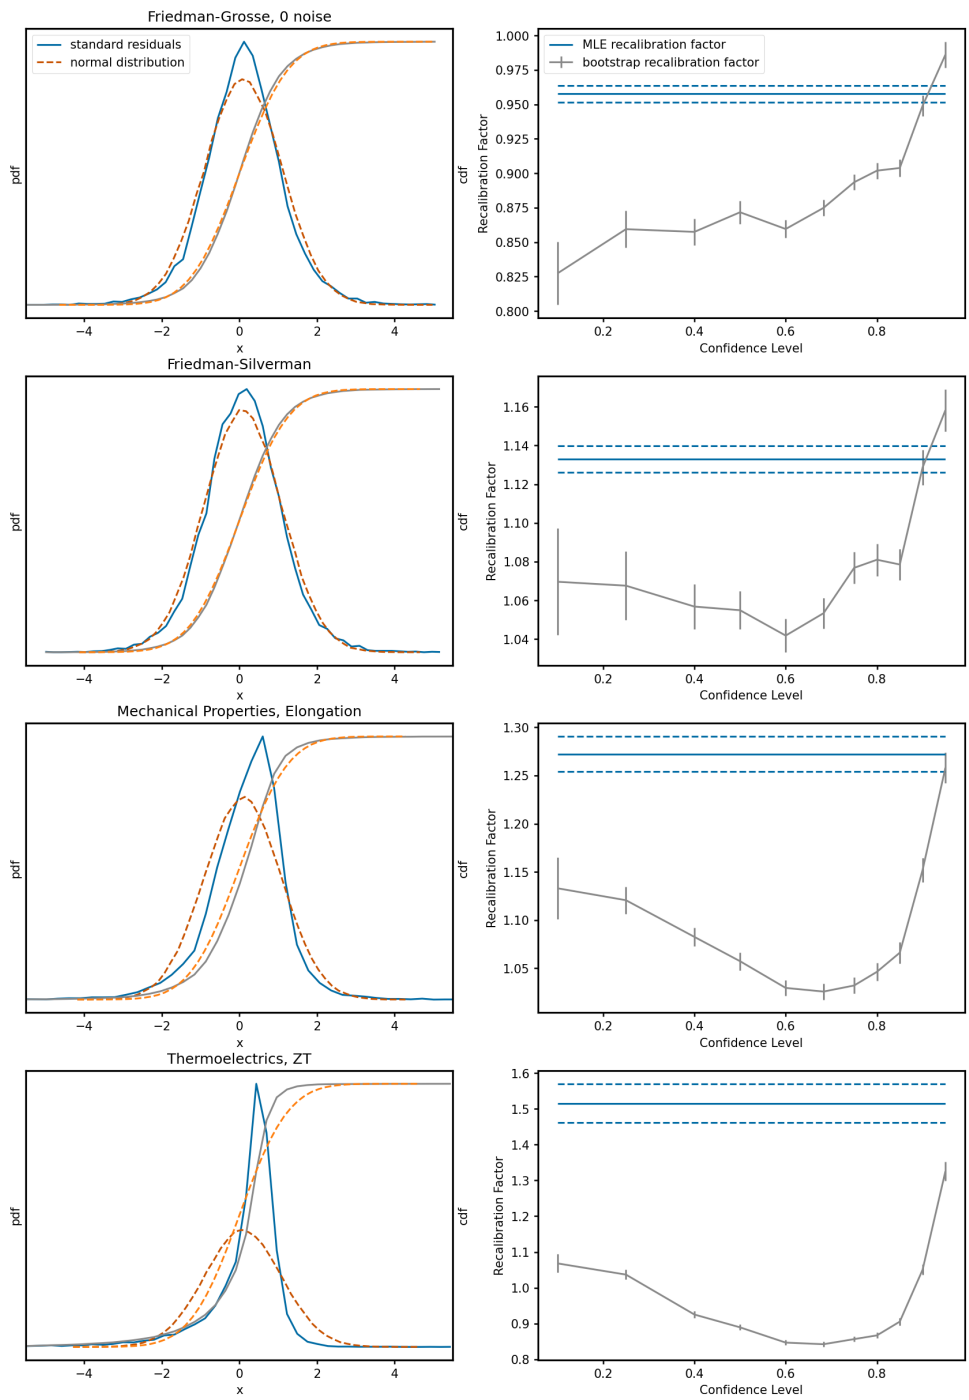 Friedman-Grosse, 0 noise
standard residuals
normal distribution
pdf
cdf
−4 −2 0 2 4
x
MLE recalibration factor
bootstrap recalibration factor
Recalibration Factor
1.000
0.975
0.950
0.925
0.900
0.875
0.850
0.825
0.800
0.2 0.4 0.6 0.8
Confidence Level
Friedman-Silverman
pdf
cdf
−4 −2 0 2 4
x
Recalibration Factor
1.16
1.14
1.12
1.10
1.08
1.06
1.04
0.2 0.4 0.6 0.8
Confidence Level
Mechanical Properties, Elongation
pdf
cdf
−4 −2 0 2 4
x
Recalibration Factor
1.30
1.25
1.20
1.15
1.10
1.05
0.2 0.4 0.6 0.8
Confidence Level
Thermoelectrics, ZT
pdf
cdf
−4 −2 0 2 4
x
Recalibration Factor
1.6
1.5
1.4
1.3
1.2
1.1
1.0
0.9
0.8
0.2 0.4 0.6 0.8
Confidence Level